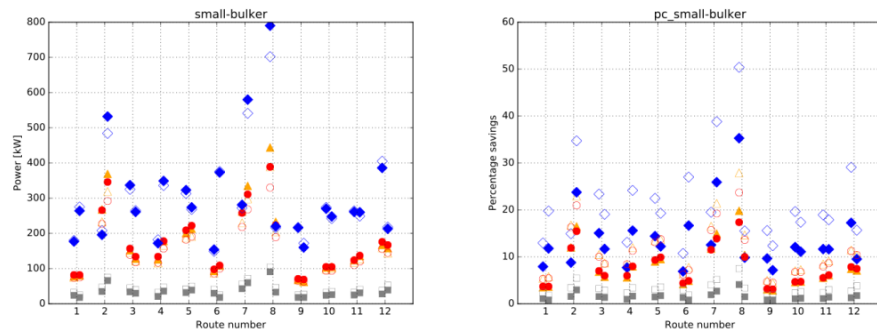 small-bulker
800
700
600
500
400
300
200
100
0
Power [kW]
1 2 3 4 5 6 7 8 9 10 11 12
Route number
pc_small-bulker
60
50
40
30
20
10
0
Percentage savings
1 2 3 4 5 6 7 8 9 10 11 12
Route number